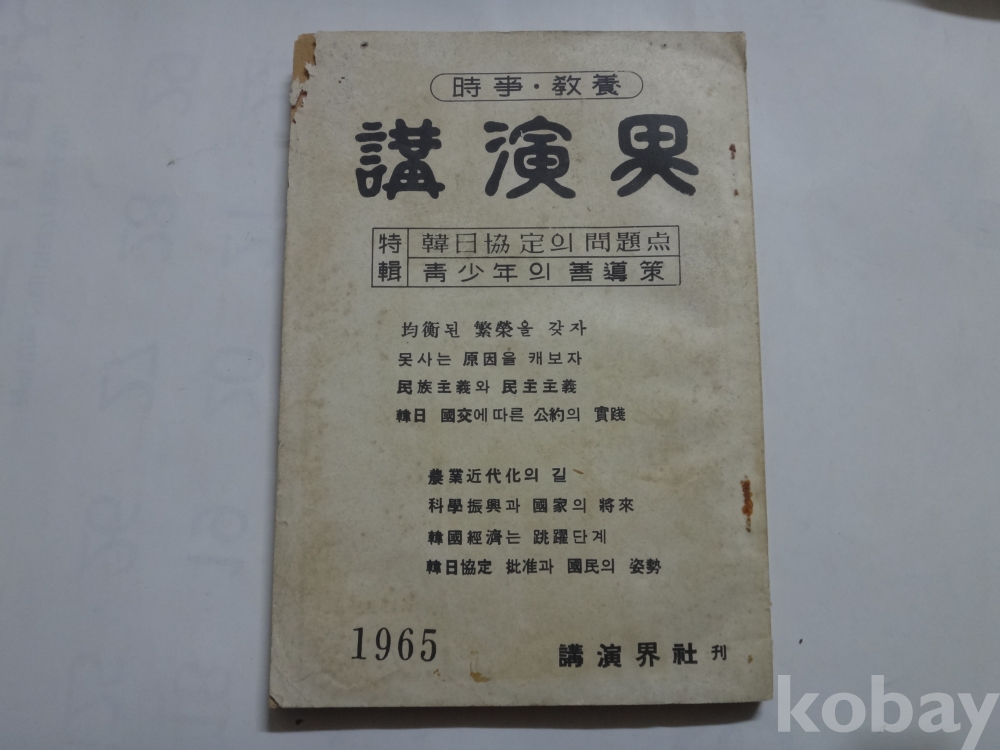 時事·教養
講演界
特輯
韓日協定의 問題点
靑少年의 善導策
均衡된 繁榮을 갖자
못사는 原因을 캐보자
民族主義와 民主主義
韓日 國交에 따른 公約의 實踐
農業近代化의 길
科學振興과 國家의 將來
韓國經濟는 跳躍단계
韓日協定 批准과 國民의 姿勢
1965
講演界社 刊
kobay